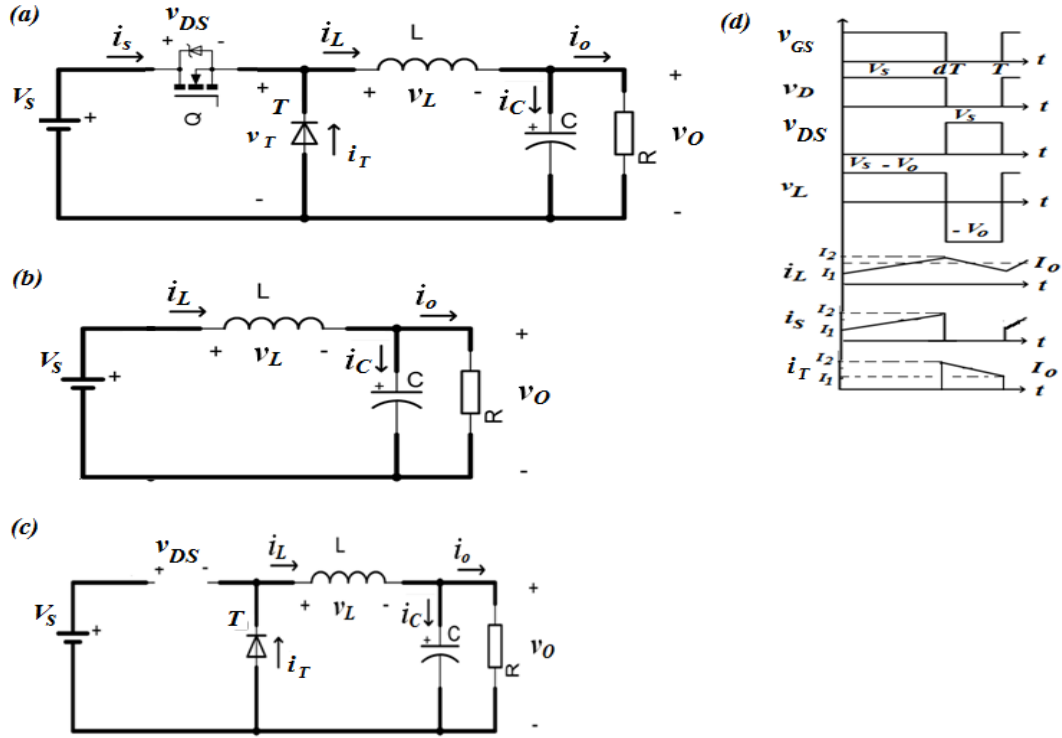 (a)
v_DS
+ -
i_s
i_L
L
i_o
V_S
+
Q
+
T
v_T
-
i_T
+ v_L -
i_C
+
C
R
+
v_O
-
(b)
i_L
L
i_o
V_S
+
+ v_L -
i_C
+
C
R
+
v_O
-
(c)
v_DS
+ -
i_L
L
i_o
V_S
+
T
i_T
+ v_L -
i_C
+
C
R
+
v_O
-
(d)
v_GS
t
V_s dT T
v_D
t
V_s
v_DS
t
V_s - V_o
v_L
t
- V_o
I_2
i_L
I_1
I_o
t
I_2
i_S
I_1
t
I_2
i_T
I_1
I_o
t